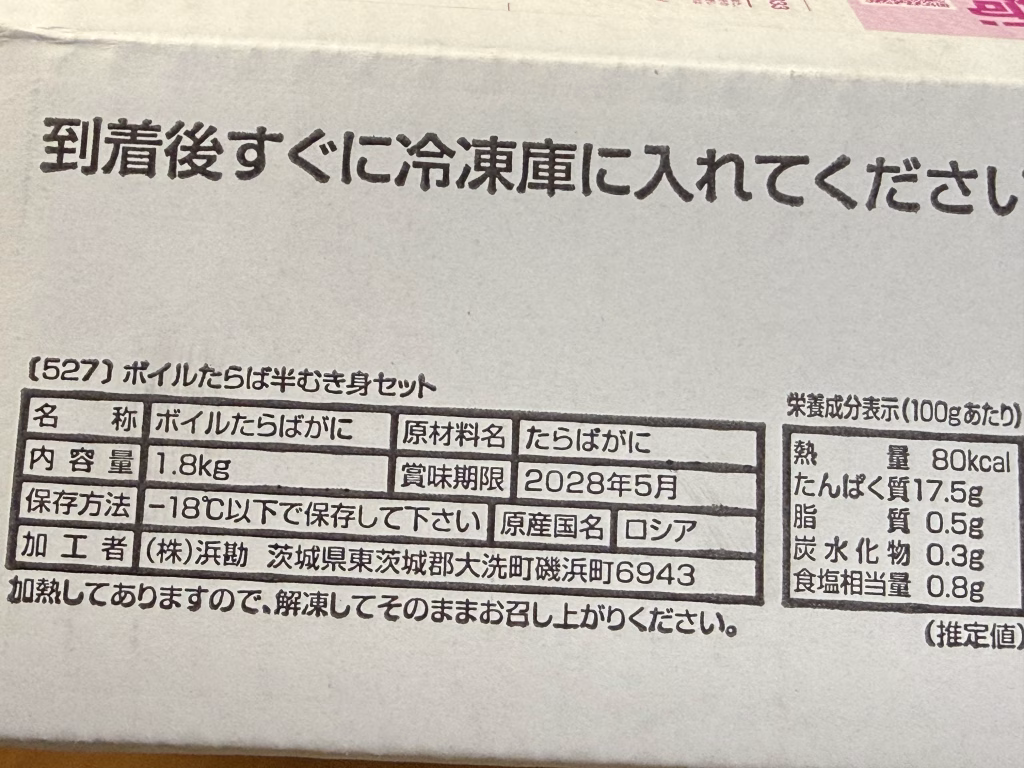 到着後すぐに冷凍庫に入れてください
〔527〕ボイルたらば半むき身セット
名称 ボイルたらばがに 原材料名 たらばがに
内容量 1.8kg 賞味期限 2028年5月
保存方法 -18℃以下で保存して下さい 原産国名 ロシア
加工者 (株)浜勘 茨城県東茨城郡大洗町磯浜町6943
加熱してありますので、解凍してそのままお召し上がりください。
栄養成分表示(100gあたり)
熱量 80kcal
たんぱく質17.5g
脂質 0.5g
炭水化物 0.3g
食塩相当量 0.8g
(推定値)